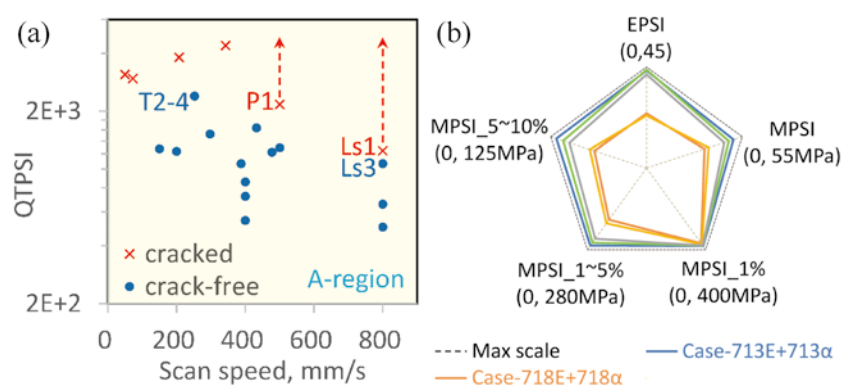 (a)
QTPSI
2E+3
2E+2
T2-4
P1
Ls1
Ls3
× cracked
● crack-free
A-region
0 200 400 600 800
Scan speed, mm/s
(b)
EPSI
(0,45)
MPSI_5~10%
(0, 125MPa)
MPSI
(0, 55MPa)
MPSI_1~5%
(0, 280MPa)
MPSI_1%
(0, 400MPa)
Max scale
Case-713E+713α
Case-718E+718α